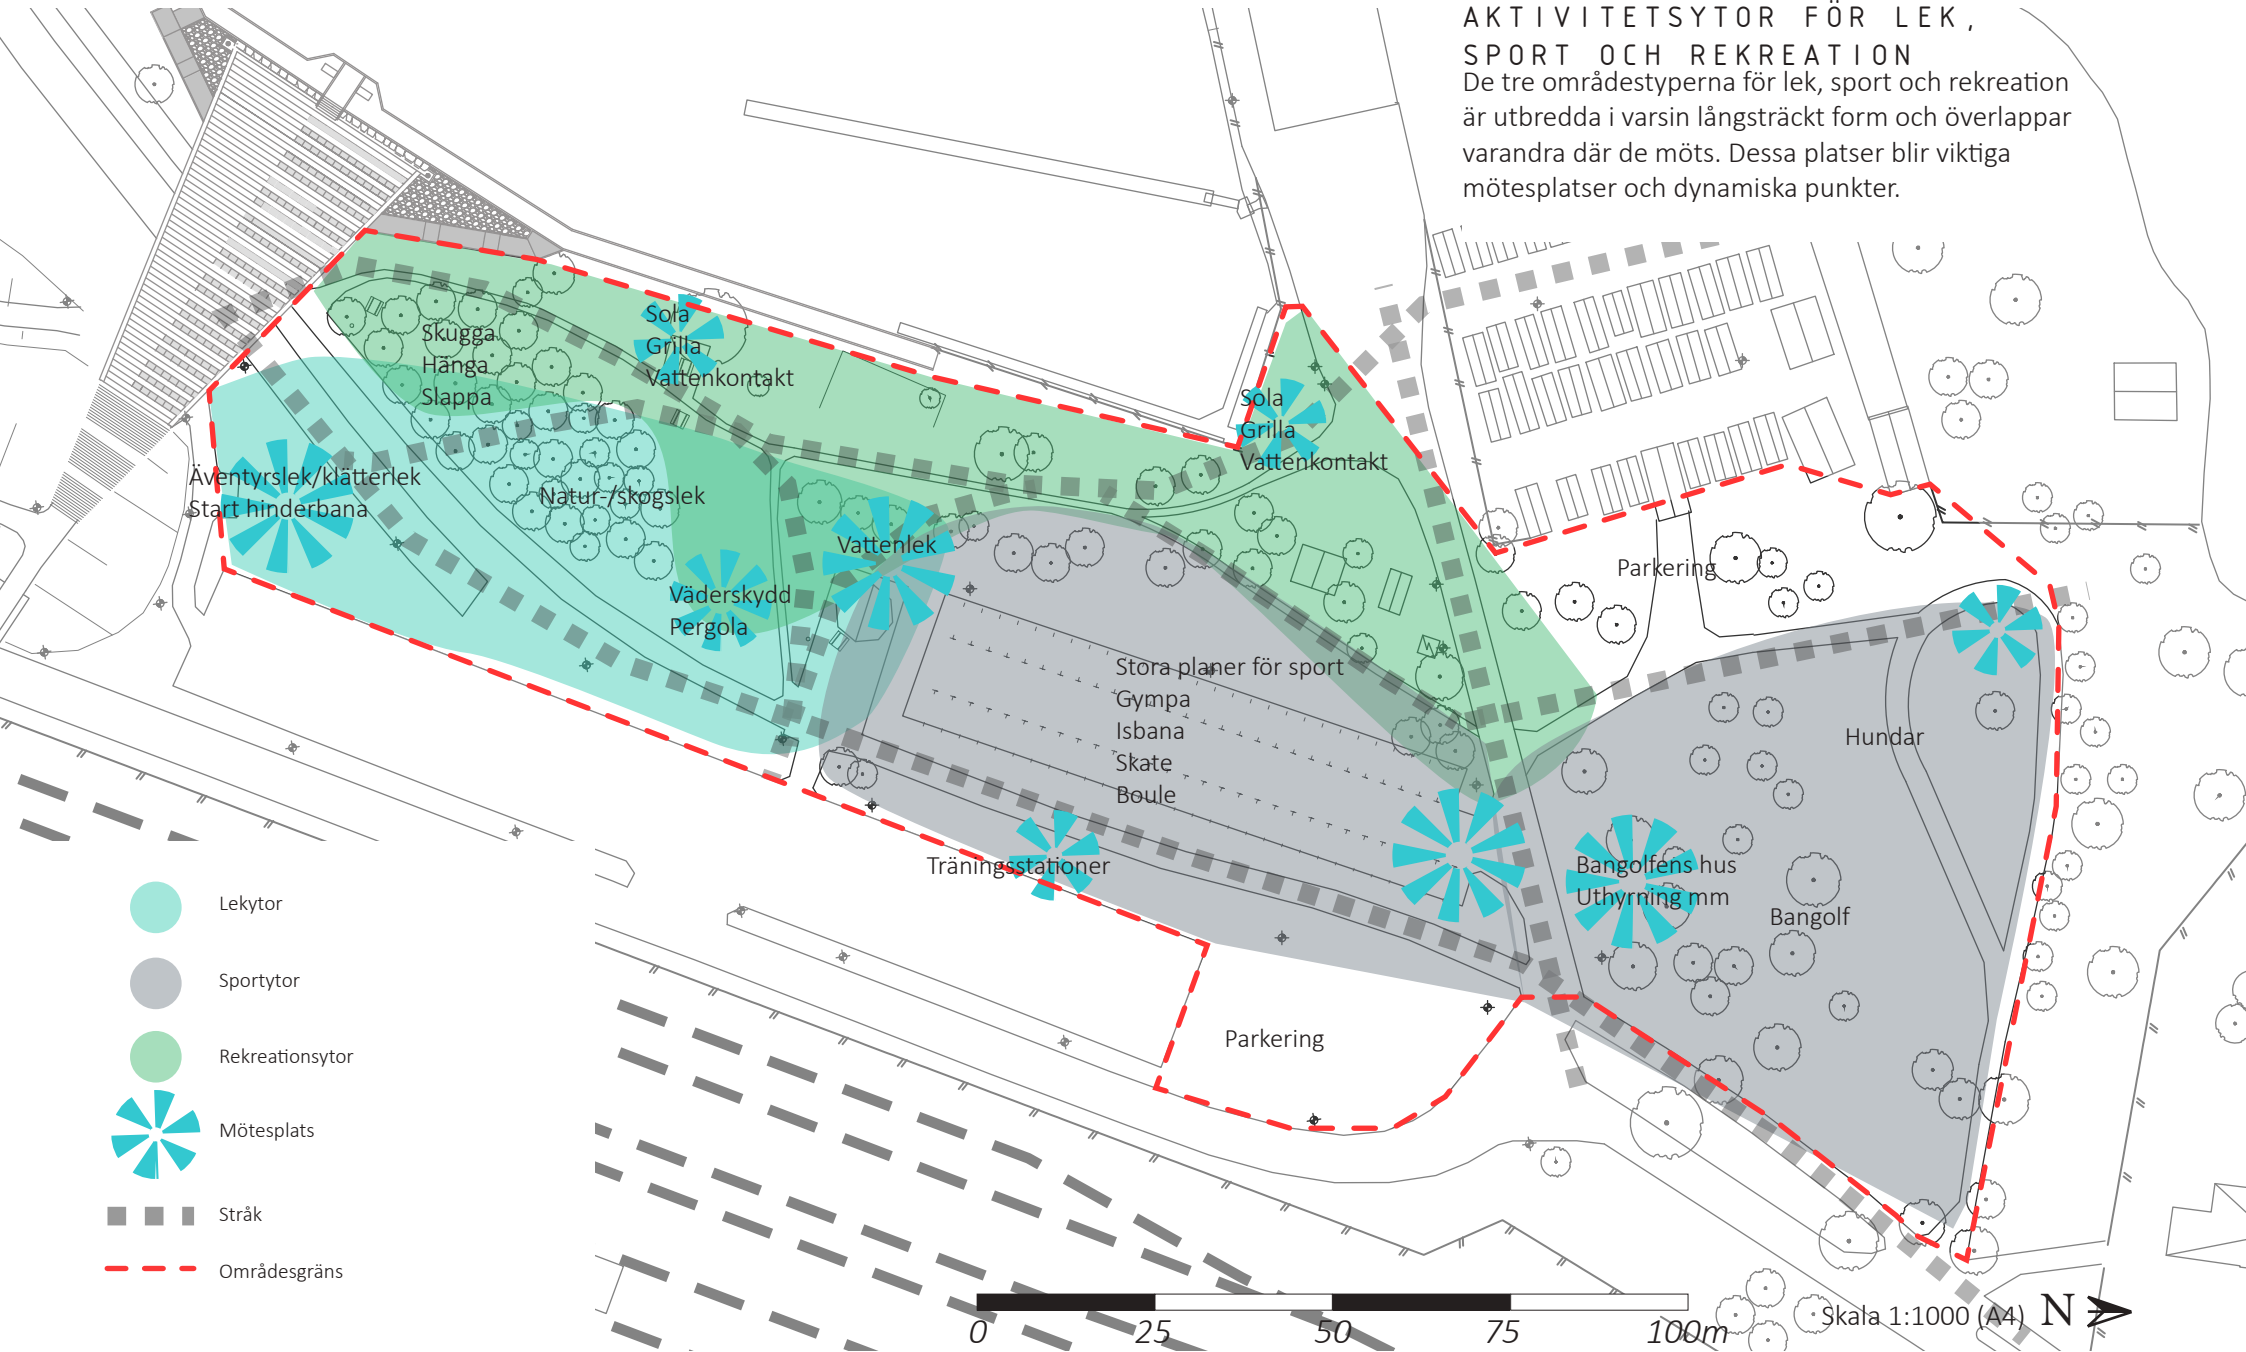 AKTIVITETSYTOR FÖR LEK,
SPORT OCH REKREATION
De tre områdestyperna för lek, sport och rekreation
är utbredda i varsin långsträckt form och överlappar
varandra där de möts. Dessa platser blir viktiga
mötesplatser och dynamiska punkter.
Skugga
Hänga
Slappa
Sola
Grilla
Vattenkontakt
Sola
Grilla
Vattenkontakt
Äventyrslek/klätterlek
Start hinderbana
Natur-/skogslek
Vattenlek
Väderskydd
Pergola
Parkering
Stora planer för sport
Gympa
Isbana
Skate
Boule
Hundar
Träningsstationer
Bangolfens hus
Uthyrning mm
Bangolf
Parkering
Lekytor
Sportytor
Rekreationsytor
Mötesplats
Stråk
Områdesgräns
0 25 50 75 100m
Skala 1:1000 (A4) N